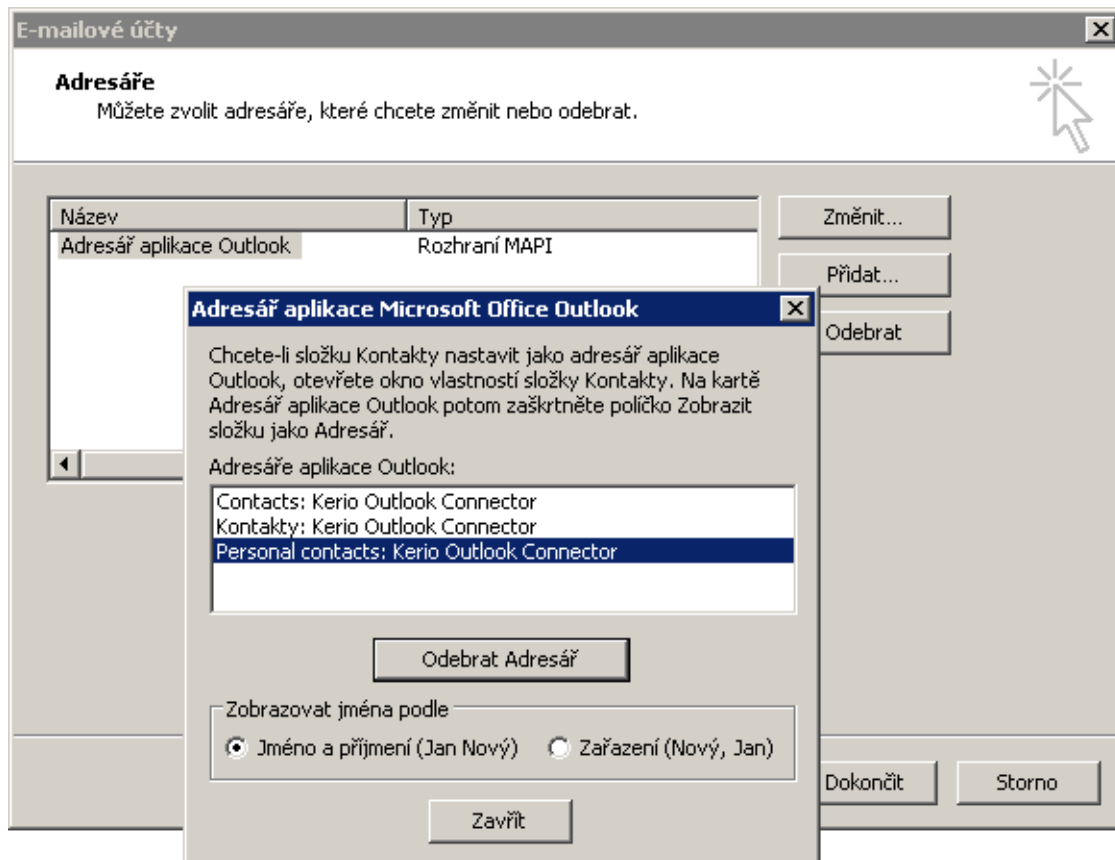 E-mailové účty
Adresáře
Můžete zvolit adresáře, které chcete změnit nebo odebrat.
Název Typ
Adresář aplikace Outlook Rozhraní MAPI
Změnit...
Přidat...
Odebrat
Adresář aplikace Microsoft Office Outlook
Chcete-li složku Kontakty nastavit jako adresář aplikace
Outlook, otevřete okno vlastností složky Kontakty. Na kartě
Adresář aplikace Outlook potom zaškrtněte políčko Zobrazit
složku jako Adresář.
Adresáře aplikace Outlook:
Contacts: Kerio Outlook Connector
Kontakty: Kerio Outlook Connector
Personal contacts: Kerio Outlook Connector
Odebrat Adresář
Zobrazovat jména podle
Jméno a příjmení (Jan Nový) Zařazení (Nový, Jan)
Zavřít
Dokončit Storno